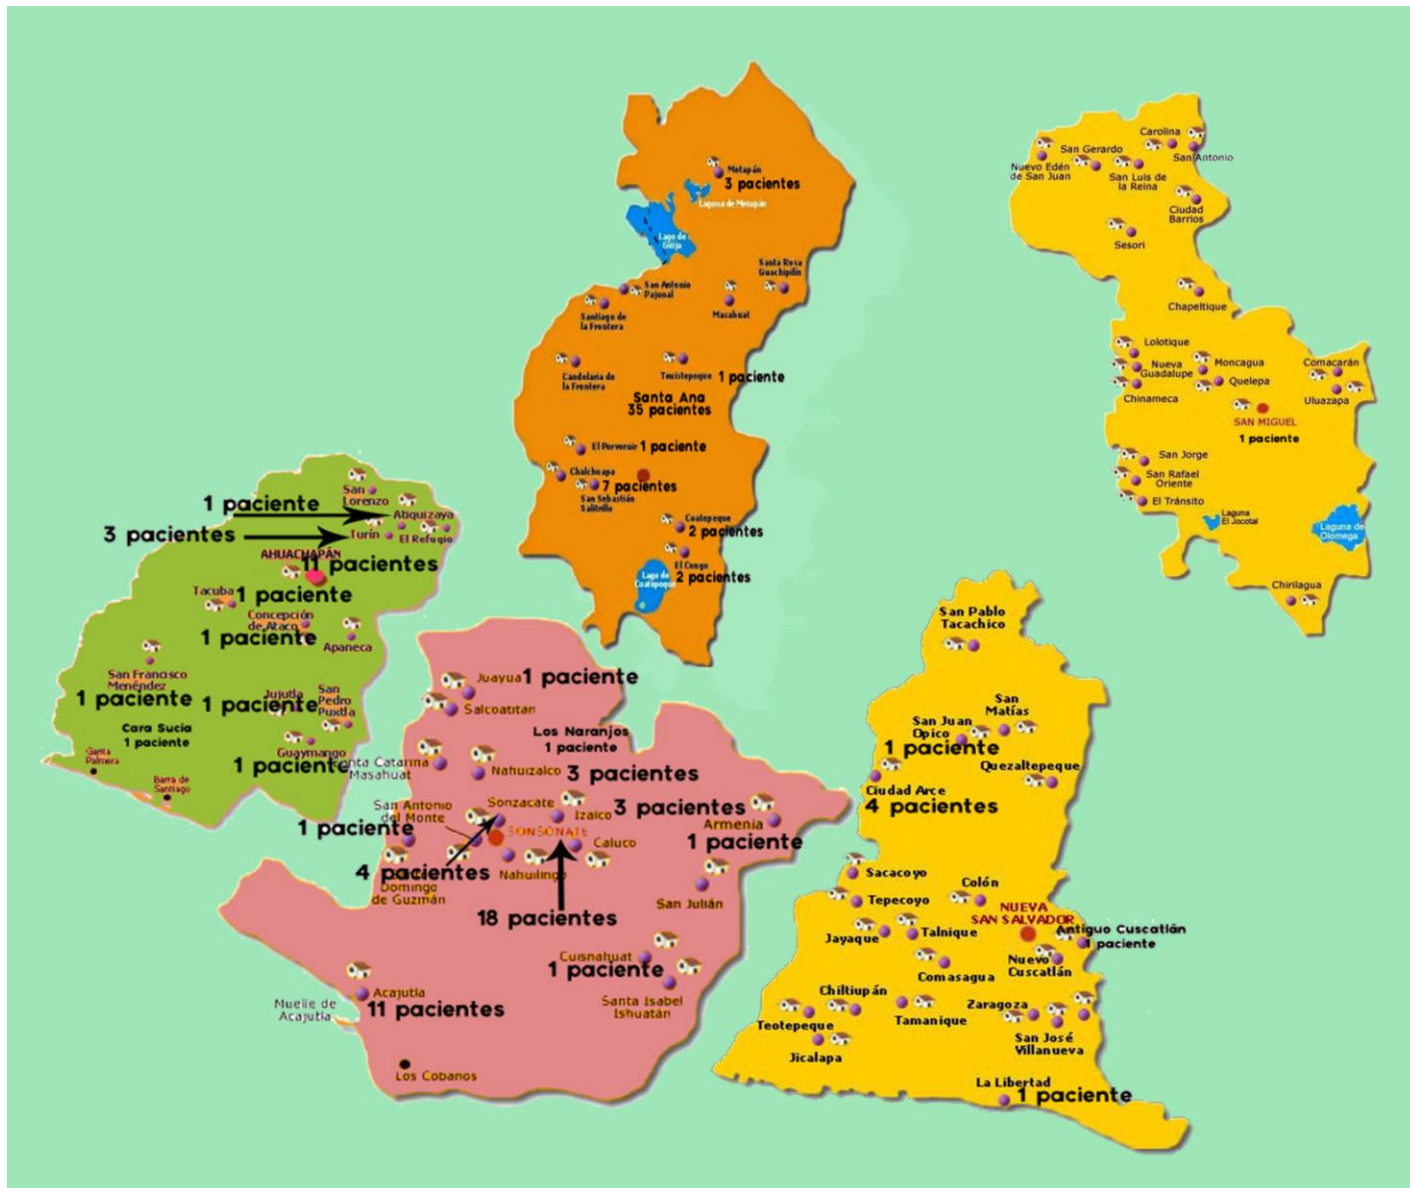 Metapán
3 pacientes
Laguna de Metapán
Lago de
Güija
Santa Rosa
Guachipilín
San Antonio
Pajonal
Masahuat
Santiago de
la Frontera
Candelaria de
la Frontera
Texistepeque 1 paciente
Santa Ana
35 pacientes
El Porvenir 1 paciente
Chalchuapa
7 pacientes
San Sebastián
Salitrillo
Coatepeque
2 pacientes
El Congo
2 pacientes
Lago de
Coatepeque
Carolina
San Gerardo
San Antonio
Nuevo Edén
de San Juan
San Luis de
la Reina
Ciudad
Barrios
Sesori
Chapeltique
Lolotique
Nueva
Guadalupe
Moncagua
Comacarán
Quelepa
Chinameca
Uluazapa
SAN MIGUEL
1 paciente
San Jorge
San Rafael
Oriente
El Tránsito
Laguna
El Jocotal
Laguna de
Olomega
Chirilagua
San
Lorenzo
1 paciente
Atiquizaya
3 pacientes
Turín
El Refugio
AHUACHAPÁN
11 pacientes
Tacuba
1 paciente
Concepción
de Ataco
1 paciente
Apaneca
San Francisco
Menéndez
1 paciente
Jujutla
1 paciente
San
Pedro
Puxtla
Cara Sucia
1 paciente
Guaymango
1 paciente
Garita
Palmera
Barra de
Santiago
Juayua
1 paciente
Salcoatitan
Los Naranjos
1 paciente
Santa Catarina
Masahuat
Nahuizalco
3 pacientes
San Antonio
del Monte
1 paciente
Sonzacate
Izalco
3 pacientes
Armenia
1 paciente
SONSONATE
Caluco
4 pacientes
Domingo
de Guzmán
Nahuilingo
18 pacientes
San Julián
Cuisnahuat
1 paciente
Santa Isabel
Ishuatán
Acajutla
11 pacientes
Muelle de
Acajutla
Los Cobanos
San Pablo
Tacachico
San
Matías
San Juan
Opico
1 paciente
Quezaltepeque
Ciudad Arce
4 pacientes
Sacacoyo
Colón
Tepecoyo
NUEVA
SAN SALVADOR
Antiguo Cuscatlán
1 paciente
Jayaque
Talnique
Nuevo
Cuscatlán
Comasagua
Chiltiupán
Zaragoza
Teotepeque
Tamanique
San José
Villanueva
Jicalapa
La Libertad
1 paciente